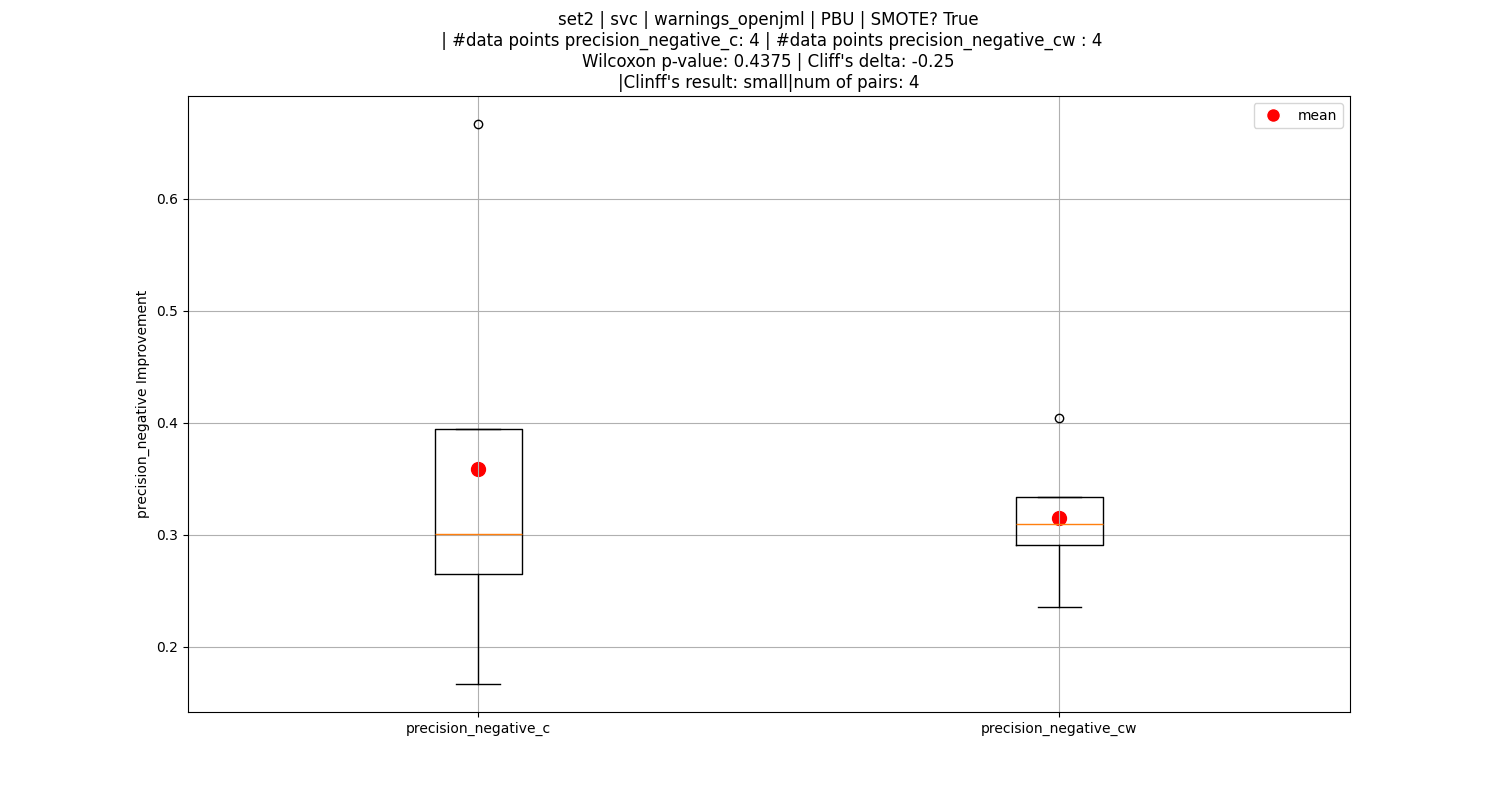 set2 | svc | warnings_openjml | PBU | SMOTE? True
| #data points precision_negative_c: 4 | #data points precision_negative_cw : 4
Wilcoxon p-value: 0.4375 | Cliff's delta: -0.25
|Clinff's result: small|num of pairs: 4
mean
0.6
0.5
0.4
0.3
0.2
precision_negative Improvement
precision_negative_c
precision_negative_cw